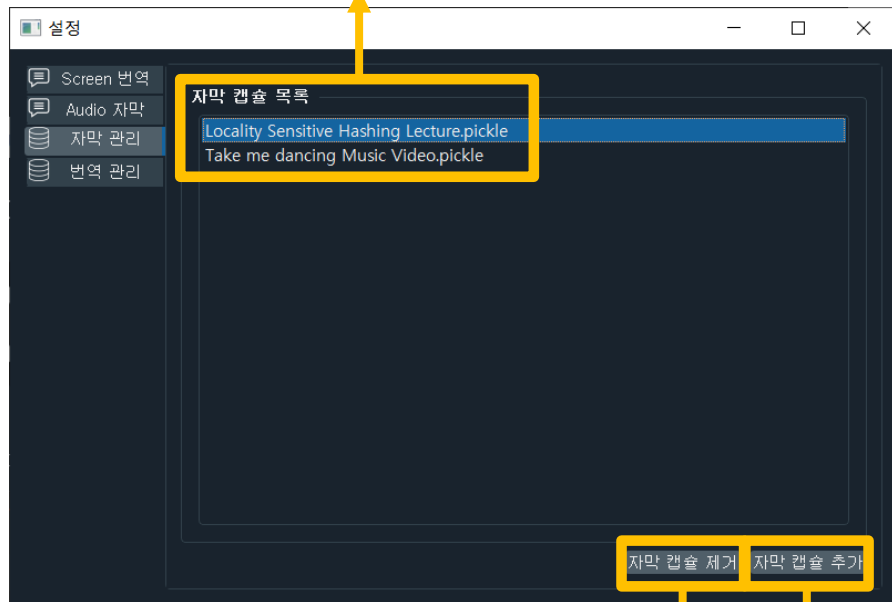 설정
Screen 번역
Audio 자막
자막 관리
번역 관리
자막 캡슐 목록
Locality Sensitive Hashing Lecture.pickle
Take me dancing Music Video.pickle
자막 캡슐 제거
자막 캡슐 추가